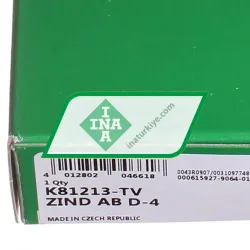 INA
INA
inaturkiye.com
4 012802 046618
1 Qty
K81213-TV
ZIND AB D-4
0043R0907/0031097748
000615927-9064-01
MADE IN CZECH REPUBLIC